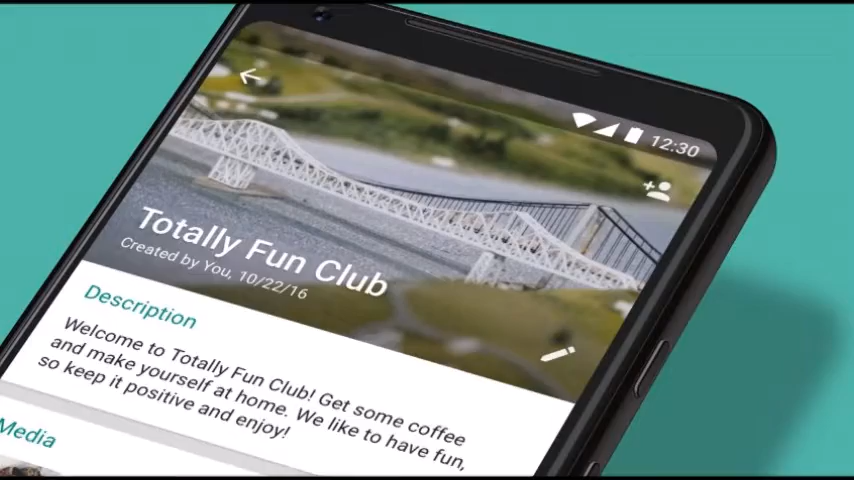 12:30
Totally Fun Club
Created by You, 10/22/16
Description
Welcome to Totally Fun Club! Get some coffee
and make yourself at home. We like to have fun,
so keep it positive and enjoy!
Media